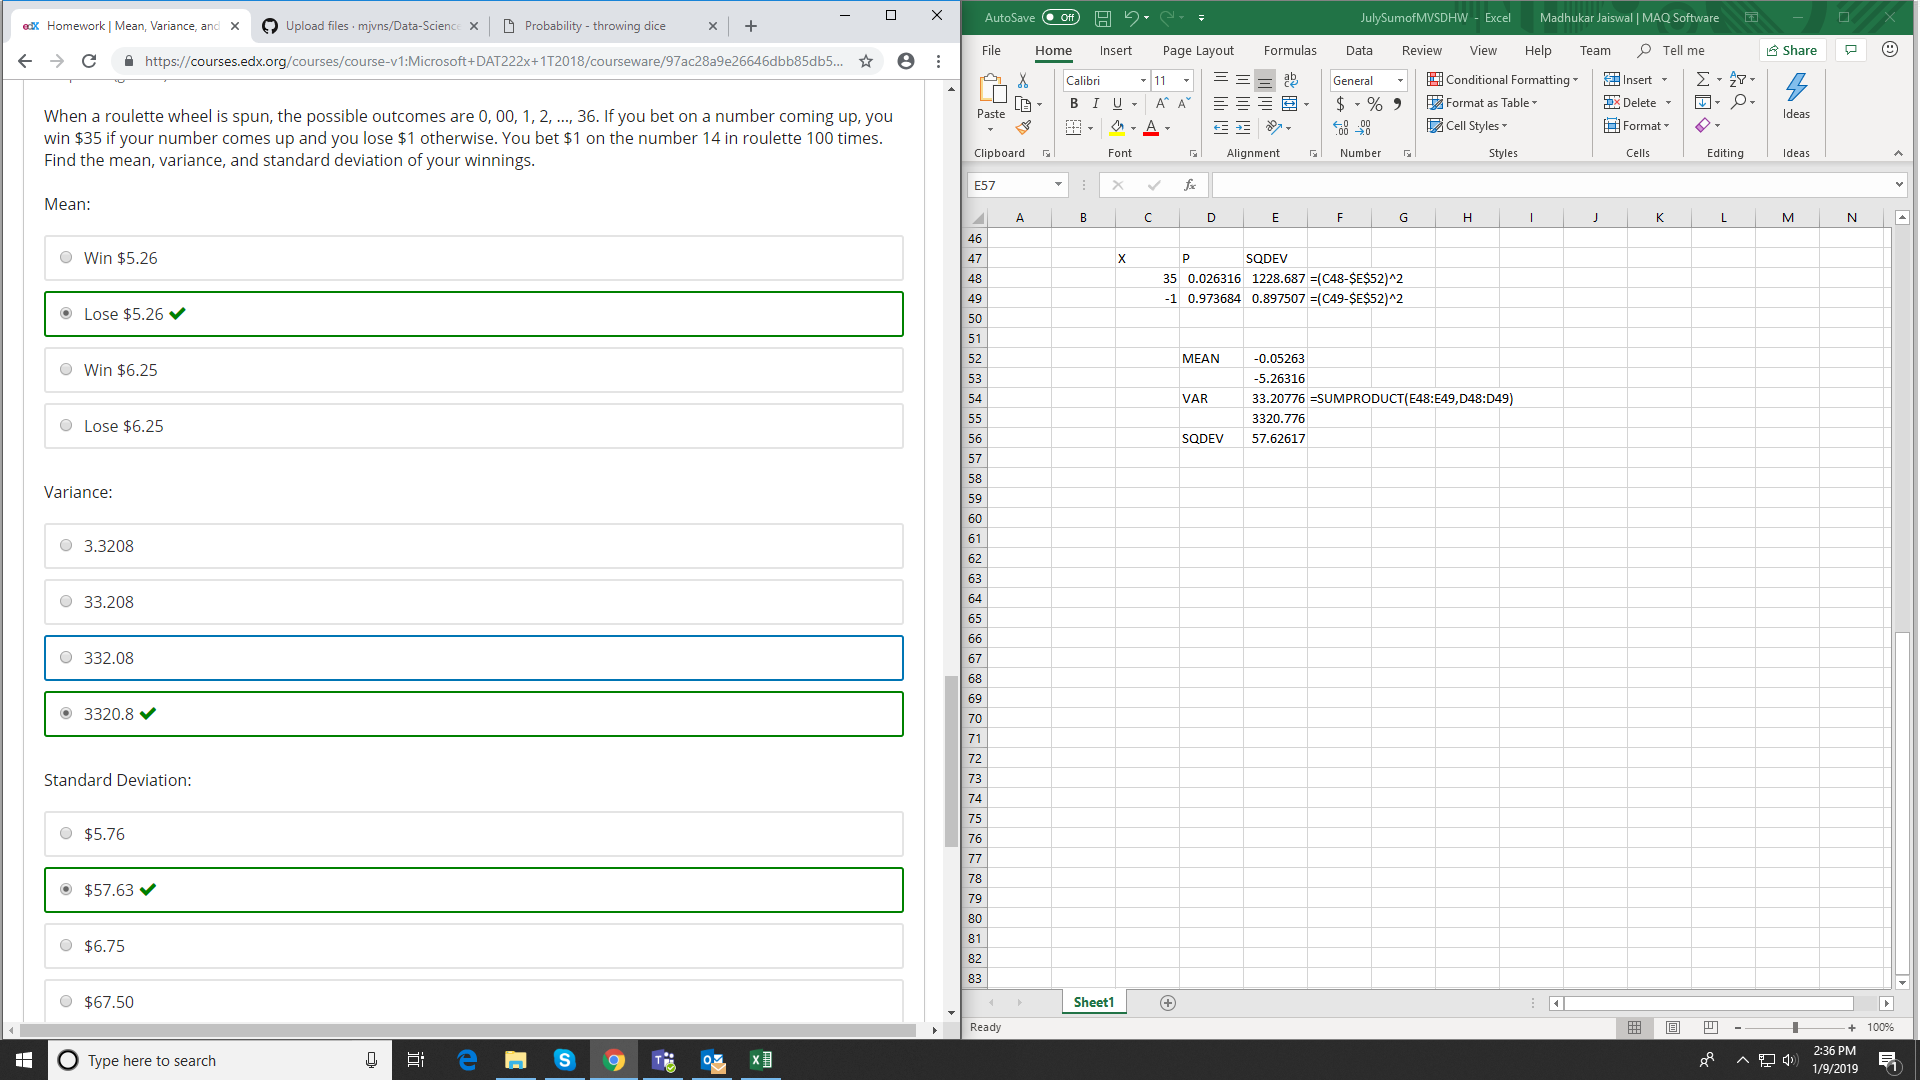 edX Homework | Mean, Variance, and
Upload files · mjvns/Data-Science
Probability - throwing dice
https://courses.edx.org/courses/course-v1:Microsoft+DAT222x+1T2018/courseware/97ac28a9e26646dbb85db5...
When a roulette wheel is spun, the possible outcomes are 0, 00, 1, 2, ..., 36. If you bet on a number coming up, you
win $35 if your number comes up and you lose $1 otherwise. You bet $1 on the number 14 in roulette 100 times.
Find the mean, variance, and standard deviation of your winnings.
Mean:
Win $5.26
Lose $5.26
Win $6.25
Lose $6.25
Variance:
3.3208
33.208
332.08
3320.8
Standard Deviation:
$5.76
$57.63
$6.75
$67.50
AutoSave Off
JulySumofMVSDHW - Excel
Madhukar Jaiswal | MAQ Software
File Home Insert Page Layout Formulas Data Review View Help Team Tell me Share
Paste
Clipboard
Calibri 11
B I U
Font
Alignment
General
$ % 9
Number
Conditional Formatting
Format as Table
Cell Styles
Styles
Insert
Delete
Format
Cells
Editing
Ideas
Ideas
E57 fx
A B C D E F G H I J K L M N
46
47 X P SQDEV
48 35 0.026316 1228.687 =(C48-$E$52)^2
49 -1 0.973684 0.897507 =(C49-$E$52)^2
50
51
52 MEAN -0.05263
53 -5.26316
54 VAR 33.20776 =SUMPRODUCT(E48:E49,D48:D49)
55 3320.776
56 SQDEV 57.62617
57
58
59
60
61
62
63
64
65
66
67
68
69
70
71
72
73
74
75
76
77
78
79
80
81
82
83
Sheet1
Ready
100%
Type here to search
2:36 PM
1/9/2019